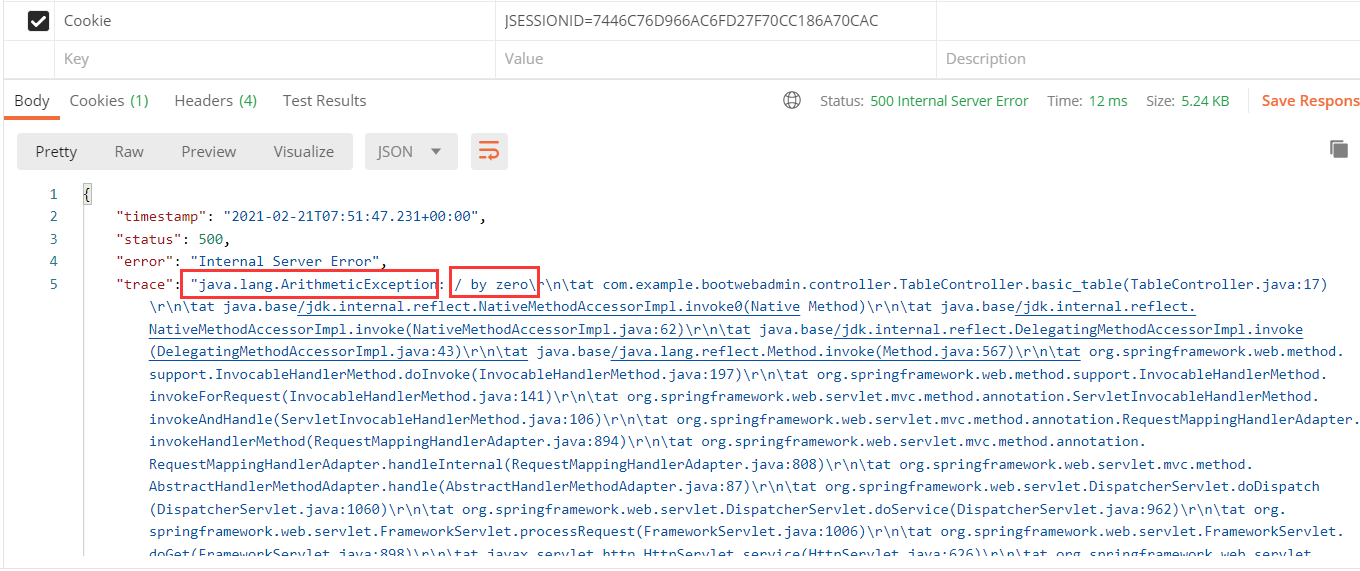 Cookie JSESSIONID=7446C76D966AC6FD27F70CC186A70CAC
Key Value Description
Body Cookies (1) Headers (4) Test Results Status: 500 Internal Server Error Time: 12 ms Size: 5.24 KB Save Respons
Pretty Raw Preview Visualize JSON
1 {
2 "timestamp": "2021-02-21T07:51:47.231+00:00",
3 "status": 500,
4 "error": "Internal Server Error",
5 "trace": "java.lang.ArithmeticException: / by zero\r\n\tat com.example.bootwebadmin.controller.TableController.basic_table(TableController.java:17)
\r\n\tat java.base/jdk.internal.reflect.NativeMethodAccessorImpl.invoke0(Native Method)\r\n\tat java.base/jdk.internal.reflect.
NativeMethodAccessorImpl.invoke(NativeMethodAccessorImpl.java:62)\r\n\tat java.base/jdk.internal.reflect.DelegatingMethodAccessorImpl.invoke
(DelegatingMethodAccessorImpl.java:43)\r\n\tat java.base/java.lang.reflect.Method.invoke(Method.java:567)\r\n\tat org.springframework.web.method.
support.InvocableHandlerMethod.doInvoke(InvocableHandlerMethod.java:197)\r\n\tat org.springframework.web.method.support.InvocableHandlerMethod.
invokeForRequest(InvocableHandlerMethod.java:141)\r\n\tat org.springframework.web.servlet.mvc.method.annotation.ServletInvocableHandlerMethod.
invokeAndHandle(ServletInvocableHandlerMethod.java:106)\r\n\tat org.springframework.web.servlet.mvc.method.annotation.RequestMappingHandlerAdapter.
invokeHandlerMethod(RequestMappingHandlerAdapter.java:894)\r\n\tat org.springframework.web.servlet.mvc.method.annotation.
RequestMappingHandlerAdapter.handleInternal(RequestMappingHandlerAdapter.java:808)\r\n\tat org.springframework.web.servlet.mvc.method.
AbstractHandlerMethodAdapter.handle(AbstractHandlerMethodAdapter.java:87)\r\n\tat org.springframework.web.servlet.DispatcherServlet.doDispatch
(DispatcherServlet.java:1060)\r\n\tat org.springframework.web.servlet.DispatcherServlet.doService(DispatcherServlet.java:962)\r\n\tat org.
springframework.web.servlet.FrameworkServlet.processRequest(FrameworkServlet.java:1006)\r\n\tat org.springframework.web.servlet.FrameworkServlet.
doGet(FrameworkServlet.java:898)\r\n\tat javax.servlet.http.HttpServlet.service(HttpServlet.java:626)\r\n\tat org.springframework.web.servlet.